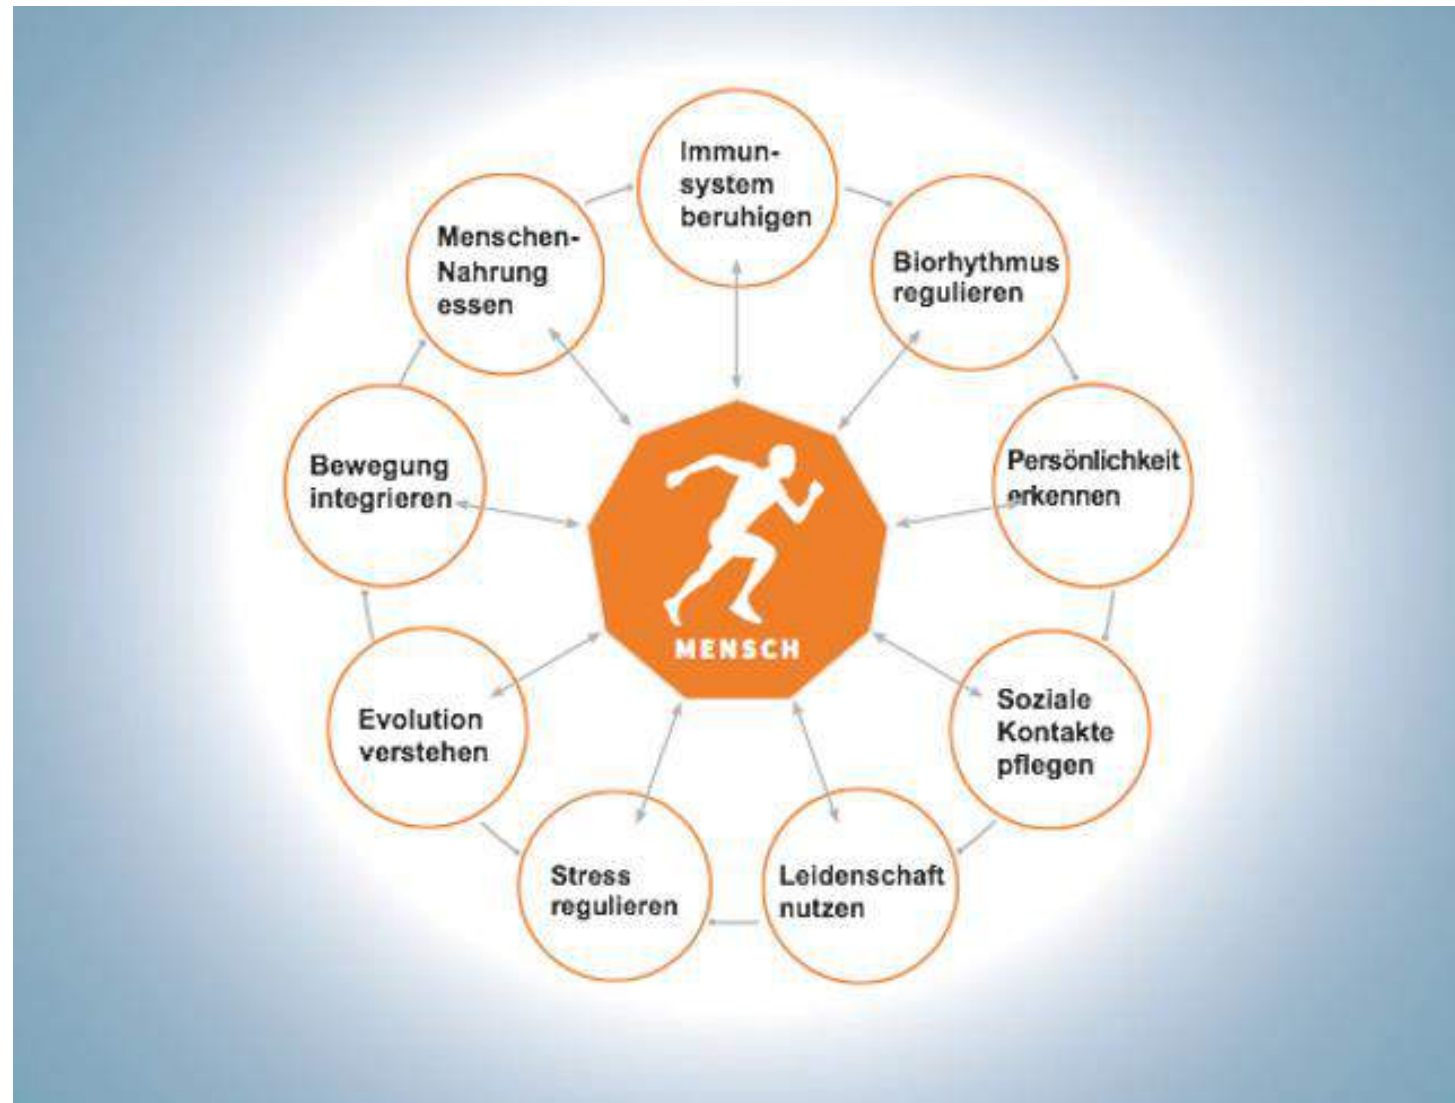 Immun-
system
beruhigen
Biorhythmus
regulieren
Persönlichkeit
erkennen
Soziale
Kontakte
pflegen
Leidenschaft
nutzen
Stress
regulieren
Evolution
verstehen
Bewegung
integrieren
Menschen-
Nahrung
essen
MENSCH